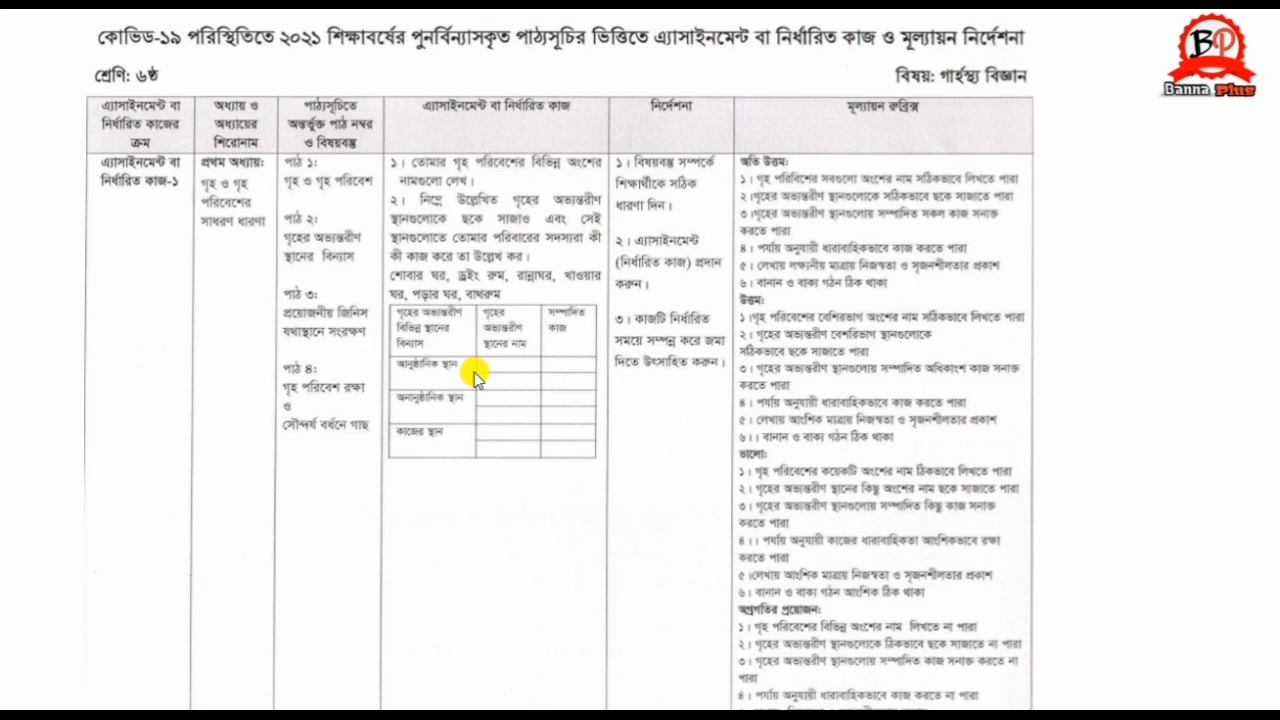 কোভিড-১৯ পরিস্থিতিতে ২০২১ শিক্ষাবর্ষের পুনর্বিন্যাসকৃত পাঠ্যসূচির ভিত্তিতে এ্যাসাইনমেন্ট বা নির্ধারিত কাজ ও মূল্যায়ন নির্দেশনা
শ্রেণি: ৬ষ্ঠ
বিষয়: গার্হস্থ্য বিজ্ঞান
BP
Banna Plus
এ্যাসাইনমেন্ট বা
নির্ধারিত কাজের
ক্রম
অধ্যায় ও
অধ্যায়ের
শিরোনাম
পাঠ্যসূচিতে
অন্তর্ভুক্ত পাঠ নম্বর
ও বিষয়বস্তু
এ্যাসাইনমেন্ট বা নির্ধারিত কাজ
নির্দেশনা
মূল্যায়ন রুব্রিক্স
এ্যাসাইনমেন্ট বা
নির্ধারিত কাজ-১
প্রথম অধ্যায়:
গৃহ ও গৃহ
পরিবেশের
সাধরণ ধারণা
পাঠ ১:
গৃহ ও গৃহ পরিবেশ
পাঠ ২:
গৃহের অভ্যন্তরীণ
স্থানের বিন্যাস
পাঠ ৩:
প্রয়োজনীয় জিনিস
যথাস্থানে সংরক্ষণ
পাঠ ৪:
গৃহ পরিবেশ রক্ষা
ও
সৌন্দর্য বর্ধনে গাছ
১। তোমার গৃহ পরিবেশের বিভিন্ন অংশের
নামগুলো লেখ।
২। নিম্নে উল্লেখিত গৃহের অভ্যন্তরীণ
স্থানগুলোকে ছকে সাজাও এবং সেই
স্থানগুলোতে তোমার পরিবারের সদস্যরা কী
কী কাজ করে তা উল্লেখ কর।
শোবার ঘর, ড্রইং রুম, রান্নাঘর, খাওয়ার
ঘর, পড়ার ঘর, বাথরুম
গৃহের অভ্যন্তরীণ
বিভিন্ন স্থানের
বিন্যাস
গৃহের
অভ্যন্তরীণ
স্থানের নাম
সম্পাদিত
কাজ
আনুষ্ঠানিক স্থান
অনানুষ্ঠানিক স্থান
কাজের স্থান
১। বিষয়বস্তু সম্পর্কে
শিক্ষার্থীকে সঠিক
ধারণা দিন।
২। এ্যাসাইনমেন্ট
(নির্ধারিত কাজ) প্রদান
করুন।
৩। কাজটি নির্ধারিত
সময়ে সম্পন্ন করে জমা
দিতে উৎসাহিত করুন।
অতি উত্তম:
১। গৃহ পরিবিশের সবগুলো অংশের নাম সঠিকভাবে লিখতে পারা
২।গৃহের অভ্যন্তরীণ স্থানগুলোকে সঠিকভাবে ছকে সাজাতে পারা
৩।গৃহের অভ্যন্তরীণ স্থানগুলোয় সম্পাদিত সকল কাজ সনাক্ত
করতে পারা
৪। পর্যায় অনুযায়ী ধারাবাহিকভাবে কাজ করতে পারা
৫। লেখায় লক্ষ্যনীয় মাত্রায় নিজস্বতা ও সৃজনশীলতার প্রকাশ
৬। বানান ও বাক্য গঠন ঠিক থাকা
উত্তম:
১।গৃহ পরিবেশের বেশিরভাগ অংশের নাম সঠিকভাবে লিখতে পারা
২। গৃহের অভ্যন্তরীণ বেশরিভাগ স্থানগুলোকে
সঠিকভাবে ছকে সাজাতে পারা
৩। গৃহের অভ্যন্তরীণ স্থানগুলোয় সম্পাদিত অধিকাংশ কাজ সনাক্ত
করতে পারা
৪। পর্যায় অনুযায়ী ধারাবাহিকভাবে কাজ করতে পারা
৫। লেখায় আংশিক মাত্রায় নিজস্বতা ও সৃজনশীলতার প্রকাশ
৬।। বানান ও বাক্য গঠন ঠিক থাকা
ভালো:
১। গৃহ পরিবেশের কয়েকটি অংশের নাম ঠিকভাবে লিখতে পারা
২। গৃহের অভ্যন্তরীণ স্থানের কিছু অংশের নাম ছকে সাজাতে পারা
৩। গৃহের অভ্যন্তরীণ স্থানগুলোয় সম্পাদিত কিছু কাজ সনাক্ত
করতে পারা
৪।। পর্যায় অনুযায়ী কাজের ধারাবাহিকতা আংশিকভাবে রক্ষা
করতে পারা
৫।লেখায় আংশিক মাত্রায় নিজস্বতা ও সৃজনশীলতার প্রকাশ
৬। বানান ও বাক্য গঠন আংশিক ঠিক থাকা
অগ্রগতির প্রয়োজন:
১। গৃহ পরিবেশের বিভিন্ন অংশের নাম লিখতে না পারা
২। গৃহের অভ্যন্তরীণ স্থানগুলোকে ঠিকভাবে ছকে সাজাতে না পারা
৩। গৃহের অভ্যন্তরীণ স্থানগুলোয় সম্পাদিত কাজ সনাক্ত করতে না
পারা
৪। পর্যায় অনুযায়ী ধারাবাহিকভাবে কাজ করতে না পারা